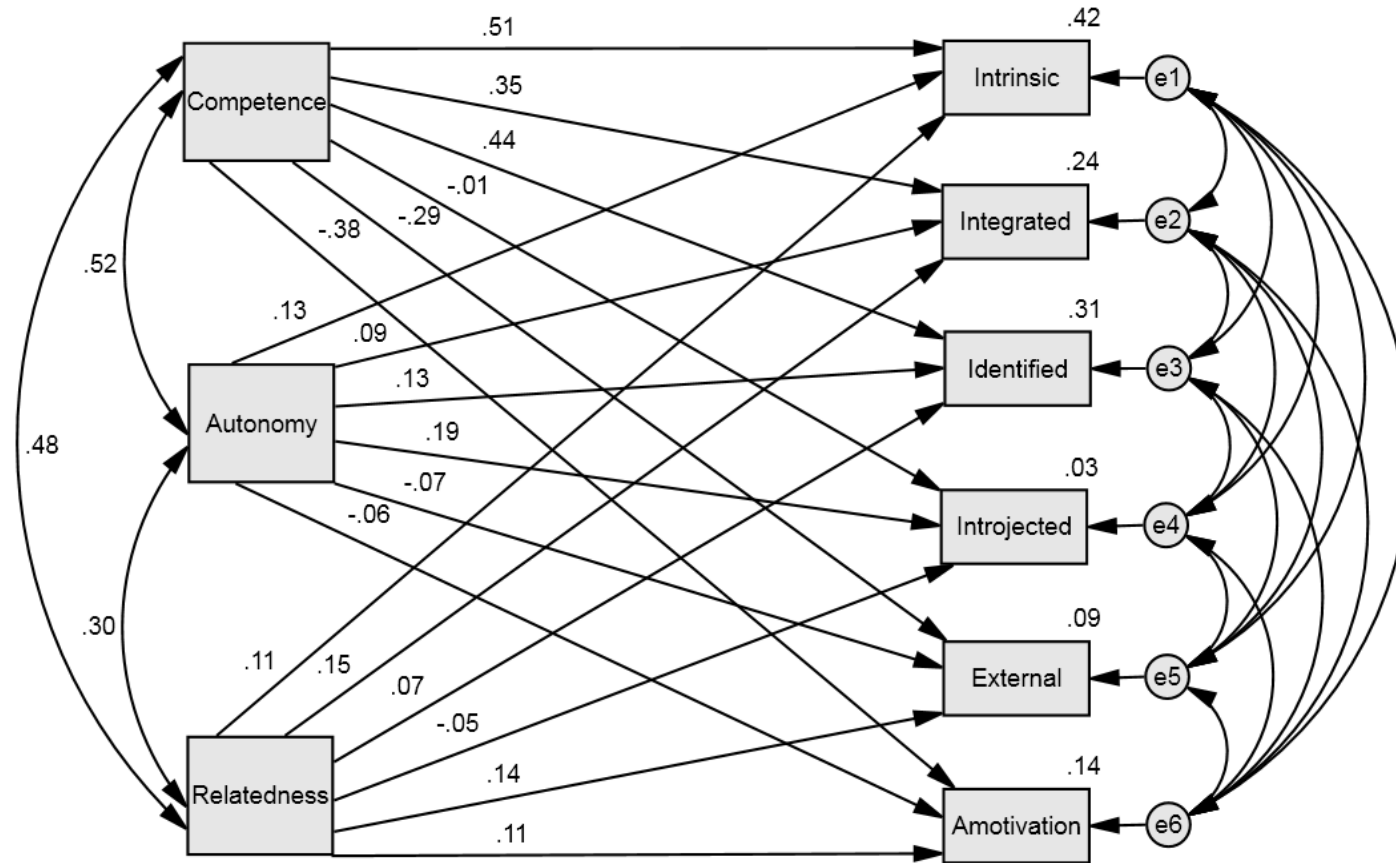 .42
.51
Competence
Intrinsic
e1
.35
.44
-.01
-.29
-.38
.24
Integrated
e2
.52
.13
.09
.31
.13
Identified
e3
Autonomy
.48
.19
-.07
-.06
.03
Introjected
e4
.30
.11
.15
.07
-.05
.09
External
e5
.14
Relatedness
.14
.11
Amotivation
e6